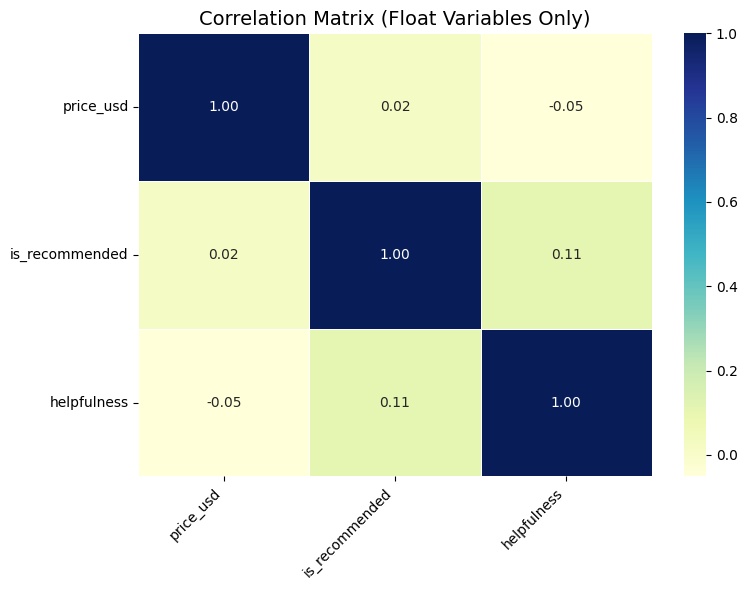 Correlation Matrix (Float Variables Only)
price_usd
1.00
0.02
-0.05
is_recommended
0.02
1.00
0.11
helpfulness
-0.05
0.11
1.00
price_usd
is_recommended
helpfulness
1.0
0.8
0.6
0.4
0.2
0.0